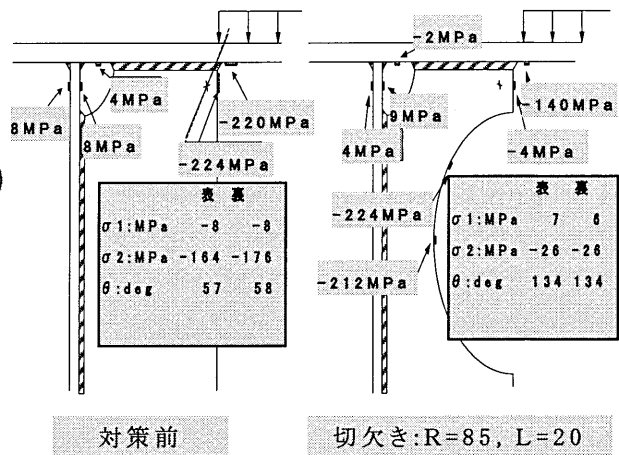 4MPa
8MPa
8MPa
-220MPa
-224MPa
表 裏
σ1:MPa -8 -8
σ2:MPa -164 -176
θ:deg 57 58
対策前
-2MPa
-140MPa
9MPa
4MPa
-4MPa
-224MPa
-212MPa
表 裏
σ1:MPa 7 6
σ2:MPa -26 -26
θ:deg 134 134
切欠き:R=85, L=20